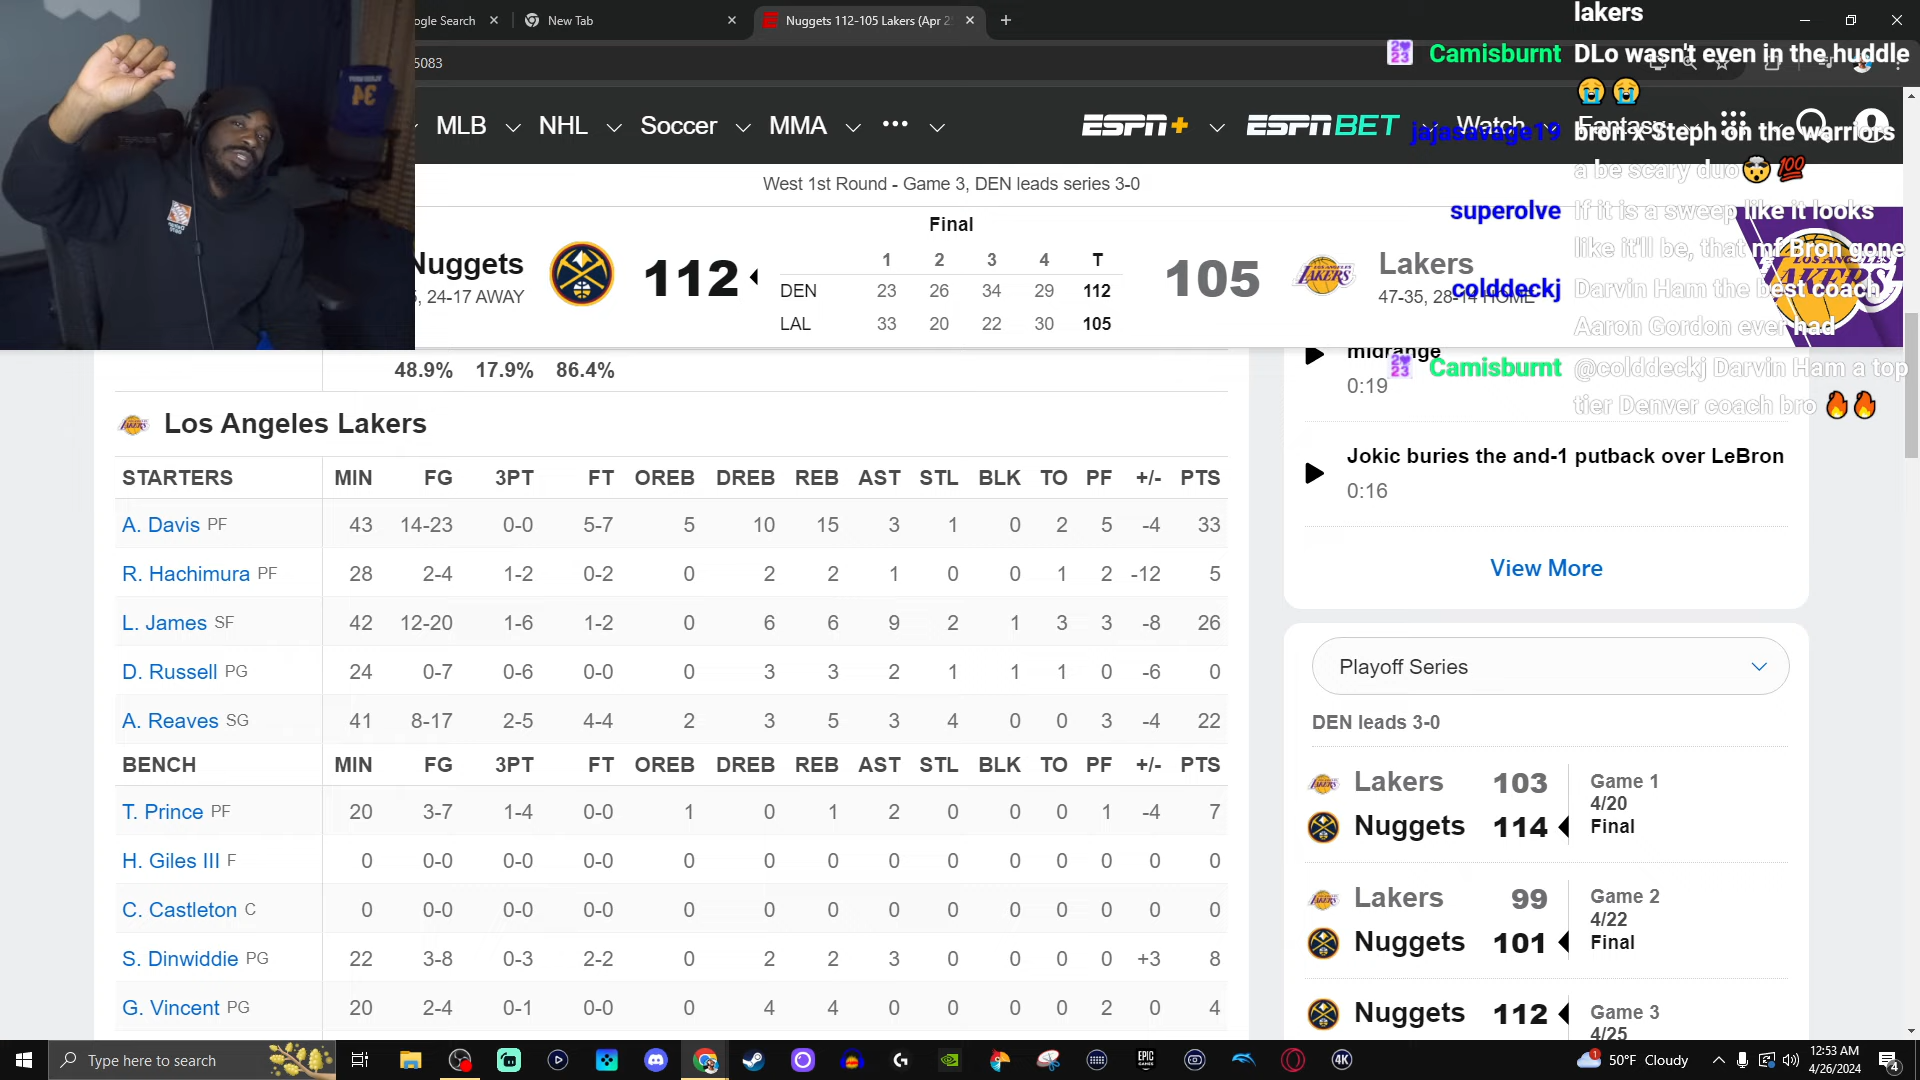 ogle Search
New Tab
Nuggets 112-105 Lakers (Apr 2
5083
lakers
Camisburnt DLo wasn't even in the huddle
😭 😭
jajasavage19 bron x Steph on the warriors
a be scary duo🤯 💯
superolve If it is a sweep like it looks
like it'll be, that mf Bron gone
colddeckj Darvin Ham the best coach
Aaron Gordon ever had
Camisburnt @colddeckj Darvin Ham a top
tier Denver coach bro 🔥🔥
MLB NHL Soccer MMA ••• ESPN+ ESPN BET Watch Fantasy
West 1st Round - Game 3, DEN leads series 3-0
Final
1 2 3 4 T
DEN 23 26 34 29 112
LAL 33 20 22 30 105
Nuggets 112
24-17 AWAY
105 Lakers
47-35, 28-14 HOME
LOS ANGELES
LAKERS
34
48.9% 17.9% 86.4%
Los Angeles Lakers
STARTERS MIN FG 3PT FT OREB DREB REB AST STL BLK TO PF +/- PTS
A. Davis PF 43 14-23 0-0 5-7 5 10 15 3 1 0 2 5 -4 33
R. Hachimura PF 28 2-4 1-2 0-2 0 2 2 1 0 0 1 2 -12 5
L. James SF 42 12-20 1-6 1-2 0 6 6 9 2 1 3 3 -8 26
D. Russell PG 24 0-7 0-6 0-0 0 3 3 2 1 1 1 0 -6 0
A. Reaves SG 41 8-17 2-5 4-4 2 3 5 3 4 0 0 3 -4 22
BENCH MIN FG 3PT FT OREB DREB REB AST STL BLK TO PF +/- PTS
T. Prince PF 20 3-7 1-4 0-0 1 0 1 2 0 0 0 1 -4 7
H. Giles III F 0 0-0 0-0 0-0 0 0 0 0 0 0 0 0 0 0
C. Castleton C 0 0-0 0-0 0-0 0 0 0 0 0 0 0 0 0 0
S. Dinwiddie PG 22 3-8 0-3 2-2 0 2 2 3 0 0 0 0 +3 8
G. Vincent PG 20 2-4 0-1 0-0 0 4 4 0 0 0 0 2 0 4
midrange
0:19
Jokic buries the and-1 putback over LeBron
0:16
View More
Playoff Series
DEN leads 3-0
Lakers 103
Nuggets 114
Game 1
4/20
Final
Lakers 99
Nuggets 101
Game 2
4/22
Final
Nuggets 112
Game 3
4/25
Type here to search
EPIC
GAMES
4K
1
50°F Cloudy
12:53 AM
4/26/2024
4